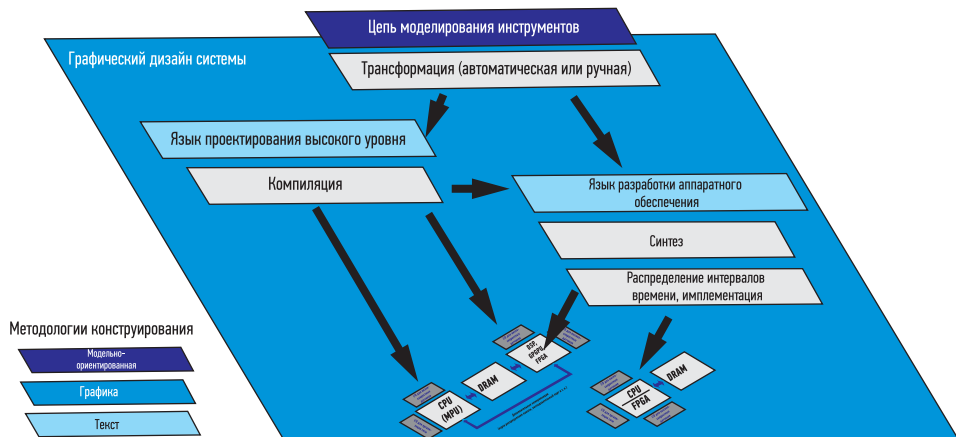 Цепь моделирования инструментов
Графический дизайн системы
Трансформация (автоматическая или ручная)
Язык проектирования высокого уровня
Компиляция
Язык разработки аппаратного
обеспечения
Синтез
Распределение интервалов
времени, имплементация
Методологии конструирования
Модельно-
ориентированная
Графика
Текст
CPU
(MPU)
DRAM
DSP,
GPGPU,
FPGA
CPU
FPGA
DRAM